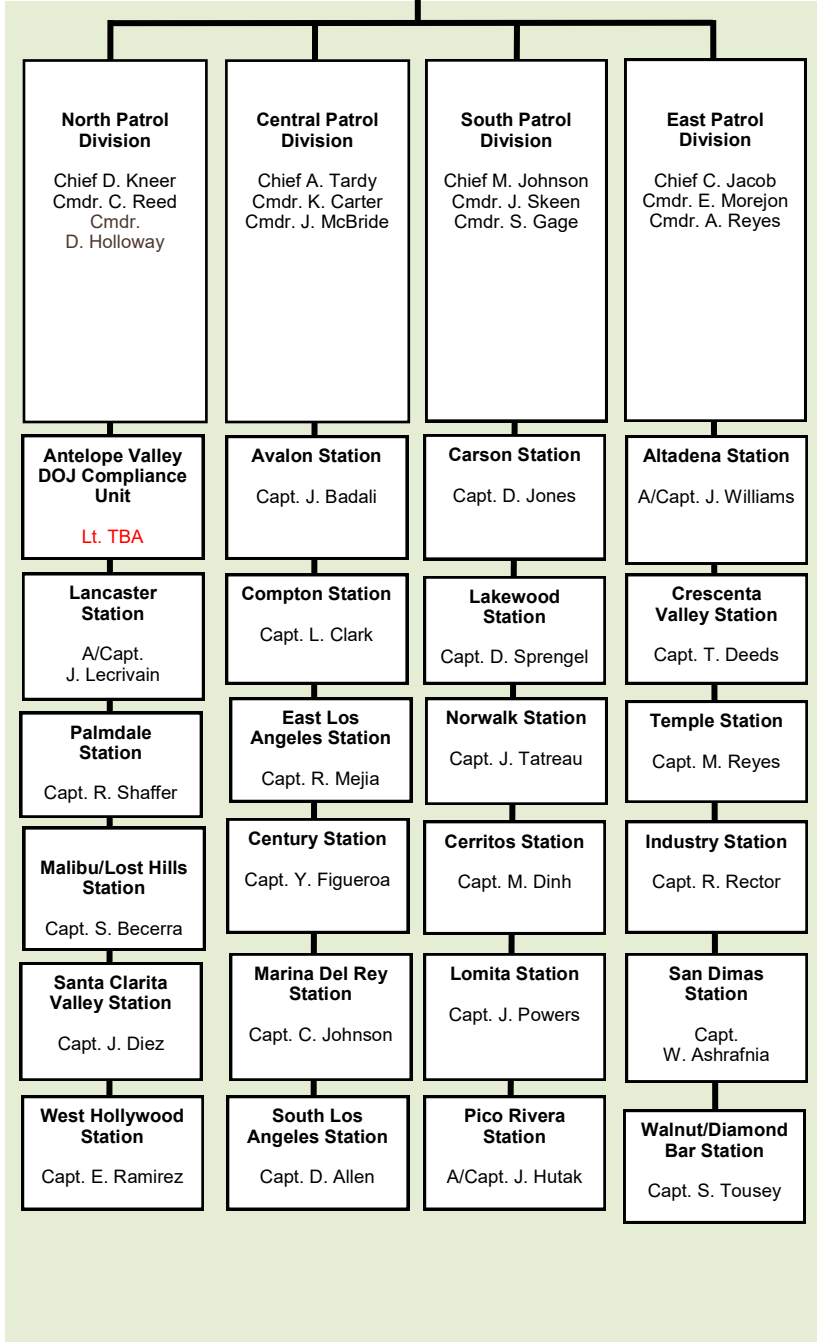 North Patrol
Division
Chief D. Kneer
Cmdr. C. Reed
Cmdr.
D. Holloway
Antelope Valley
DOJ Compliance
Unit
Lt. TBA
Lancaster
Station
A/Capt.
J. Lecrivain
Palmdale
Station
Capt. R. Shaffer
Malibu/Lost Hills
Station
Capt. S. Becerra
Santa Clarita
Valley Station
Capt. J. Diez
West Hollywood
Station
Capt. E. Ramirez
Central Patrol
Division
Chief A. Tardy
Cmdr. K. Carter
Cmdr. J. McBride
Avalon Station
Capt. J. Badali
Compton Station
Capt. L. Clark
East Los
Angeles Station
Capt. R. Mejia
Century Station
Capt. Y. Figueroa
Marina Del Rey
Station
Capt. C. Johnson
South Los
Angeles Station
Capt. D. Allen
South Patrol
Division
Chief M. Johnson
Cmdr. J. Skeen
Cmdr. S. Gage
Carson Station
Capt. D. Jones
Lakewood
Station
Capt. D. Sprengel
Norwalk Station
Capt. J. Tatreau
Cerritos Station
Capt. M. Dinh
Lomita Station
Capt. J. Powers
Pico Rivera
Station
A/Capt. J. Hutak
East Patrol
Division
Chief C. Jacob
Cmdr. E. Morejon
Cmdr. A. Reyes
Altadena Station
A/Capt. J. Williams
Crescenta
Valley Station
Capt. T. Deeds
Temple Station
Capt. M. Reyes
Industry Station
Capt. R. Rector
San Dimas
Station
Capt.
W. Ashrafnia
Walnut/Diamond
Bar Station
Capt. S. Tousey